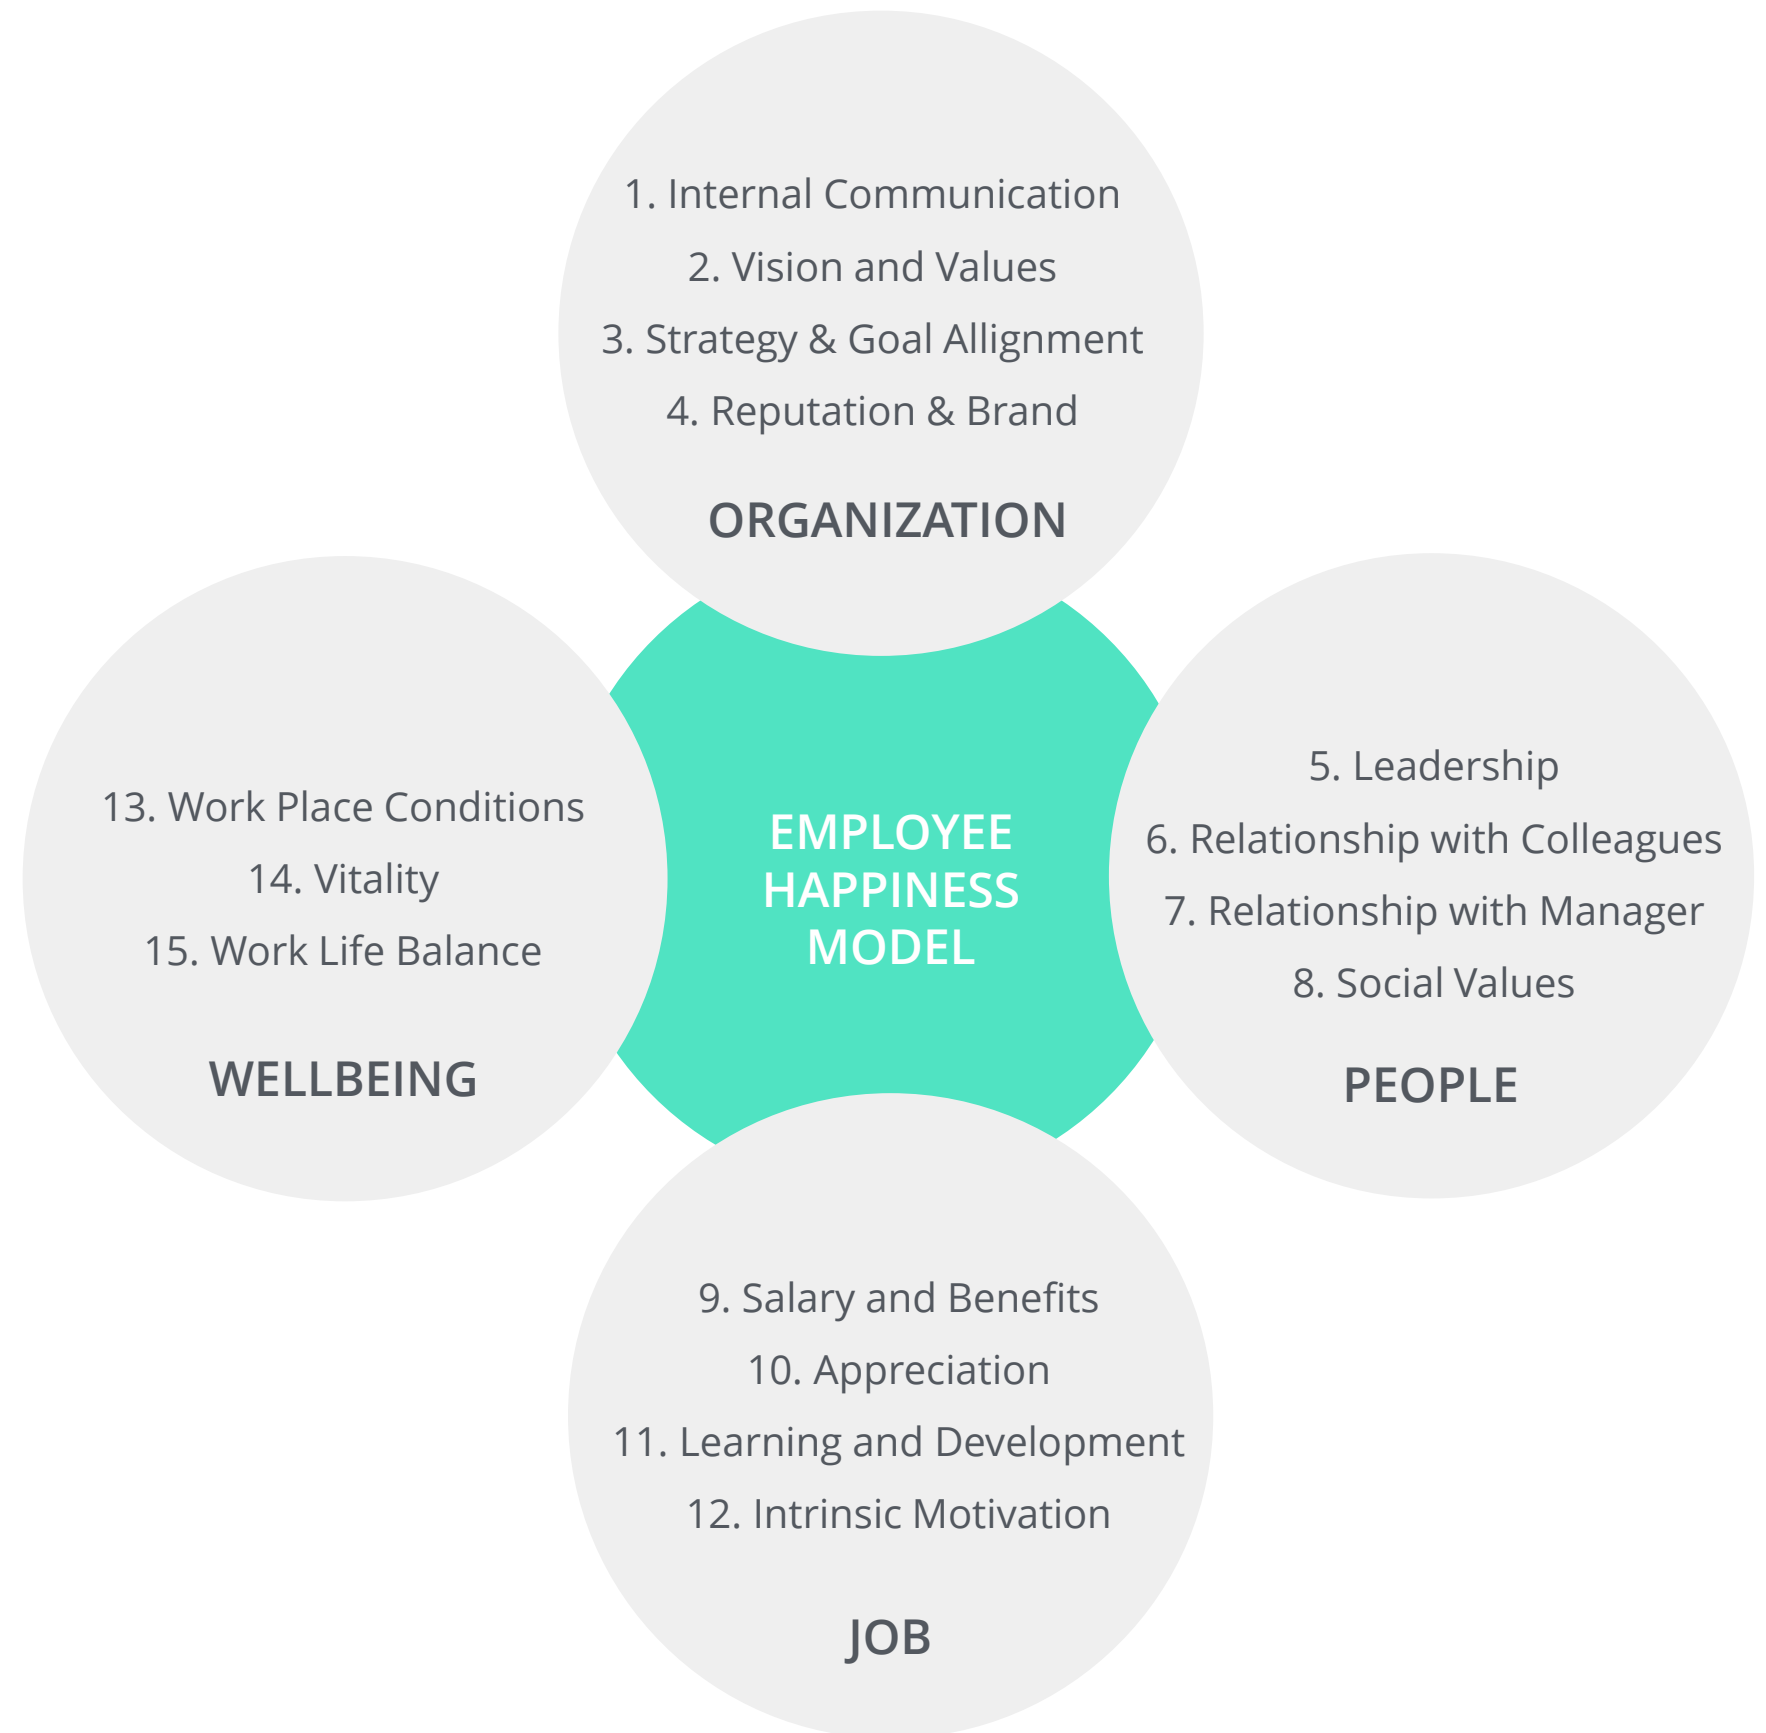 1. Internal Communication
2. Vision and Values
3. Strategy & Goal Allignment
4. Reputation & Brand
ORGANIZATION
13. Work Place Conditions
14. Vitality
15. Work Life Balance
WELLBEING
EMPLOYEE
HAPPINESS
MODEL
5. Leadership
6. Relationship with Colleagues
7. Relationship with Manager
8. Social Values
PEOPLE
9. Salary and Benefits
10. Appreciation
11. Learning and Development
12. Intrinsic Motivation
JOB